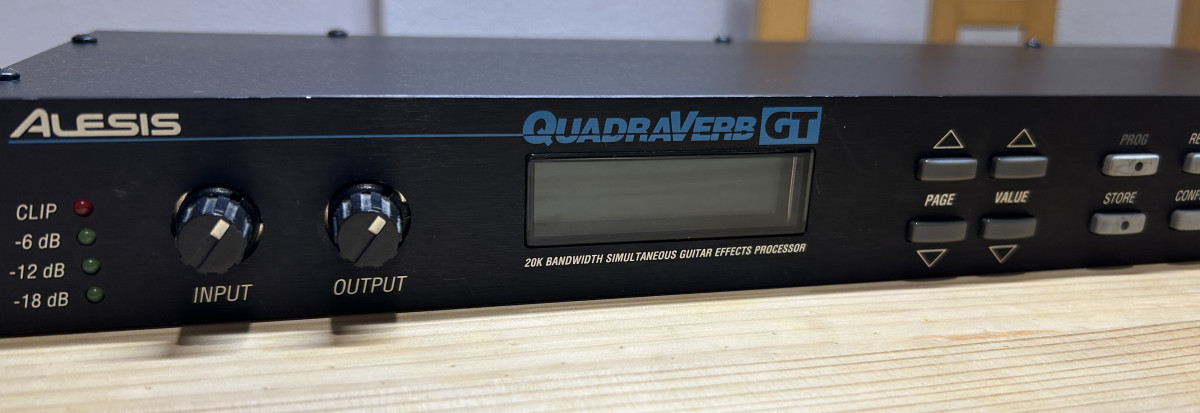 ALESIS
QUADRAVERB GT
CLIP
-6 dB
-12 dB
-18 dB
INPUT
OUTPUT
20K BANDWIDTH SIMULTANEOUS GUITAR EFFECTS PROCESSOR
PAGE
VALUE
PROG
STORE